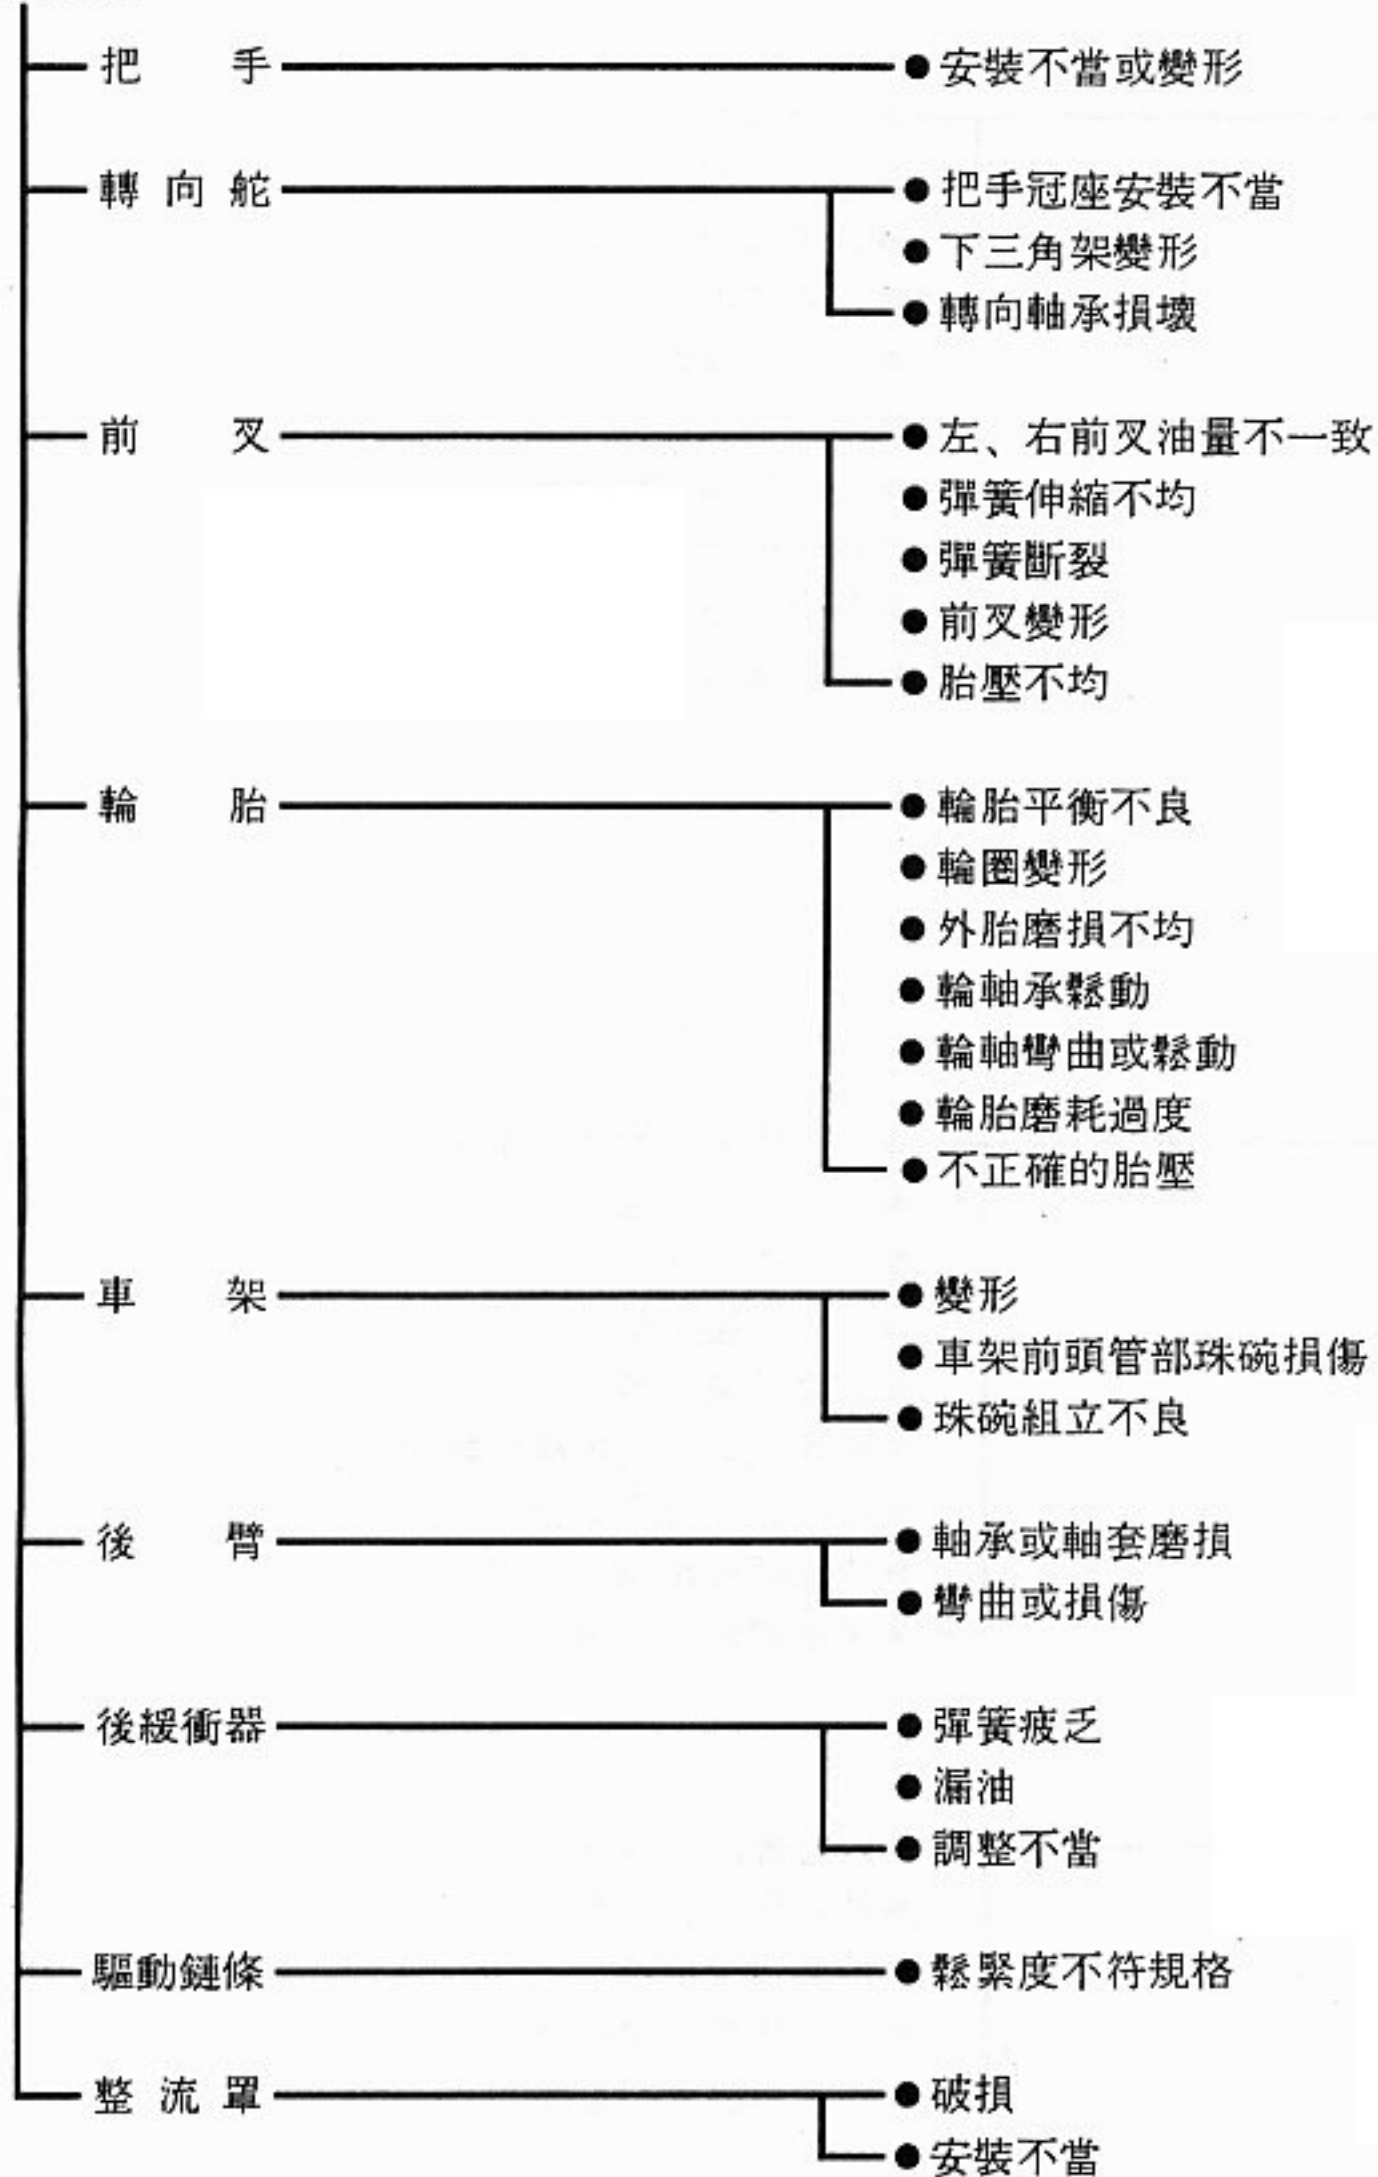 把手 ●安裝不當或變形
轉向舵 ●把手冠座安裝不當
●下三角架變形
●轉向軸承損壞
前叉 ●左、右前叉油量不一致
●彈簧伸縮不均
●彈簧斷裂
●前叉變形
●胎壓不均
輪胎 ●輪胎平衡不良
●輪圈變形
●外胎磨損不均
●輪軸承鬆動
●輪軸彎曲或鬆動
●輪胎磨耗過度
●不正確的胎壓
車架 ●變形
●車架前頭管部珠碗損傷
●珠碗組立不良
後臂 ●軸承或軸套磨損
●彎曲或損傷
後緩衝器 ●彈簧疲乏
●漏油
●調整不當
驅動鏈條 ●鬆緊度不符規格
整流罩 ●破損
●安裝不當